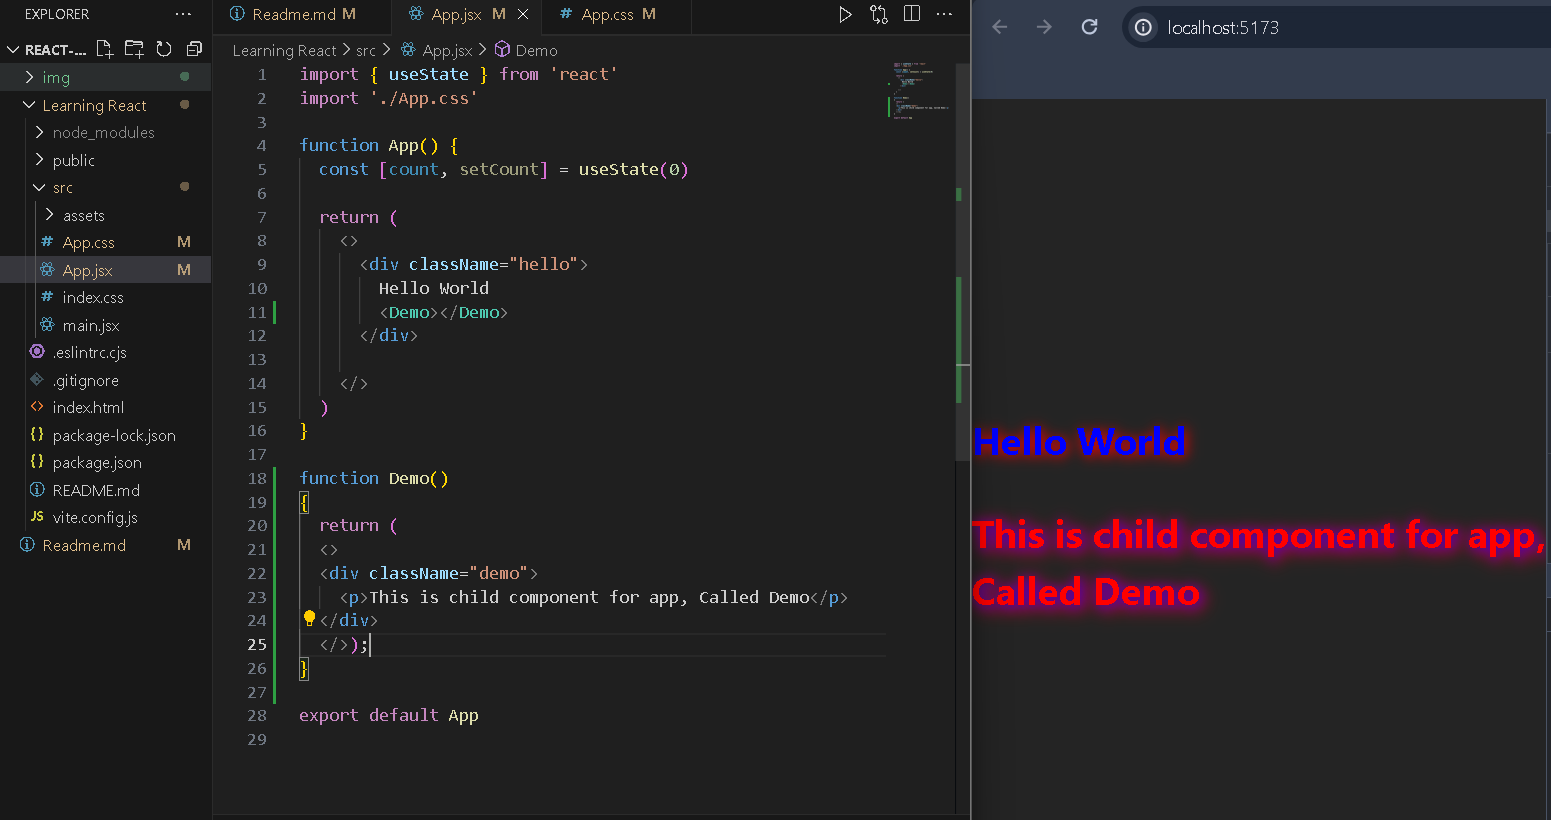 EXPLORER ...
REACT-...
img
Learning React
node_modules
public
src
assets
# App.css M
App.jsx M
# index.css
main.jsx
.eslintrc.cjs
.gitignore
<> index.html
{} package-lock.json
{} package.json
README.md
JS vite.config.js
Readme.md M
Readme.md M App.jsx M # App.css M ...
Learning React > src > App.jsx > Demo
1 import { useState } from 'react'
2 import './App.css'
3
4 function App() {
5 const [count, setCount] = useState(0)
6
7 return (
8 <>
9 <div className="hello">
10 Hello World
11 <Demo></Demo>
12 </div>
13
14 </>
15 )
16 }
17
18 function Demo()
19 {
20 return (
21 <>
22 <div className="demo">
23 <p>This is child component for app, Called Demo</p>
24 </div>
25 </>);
26 }
27
28 export default App
29
localhost:5173
Hello World
This is child component for app,
Called Demo